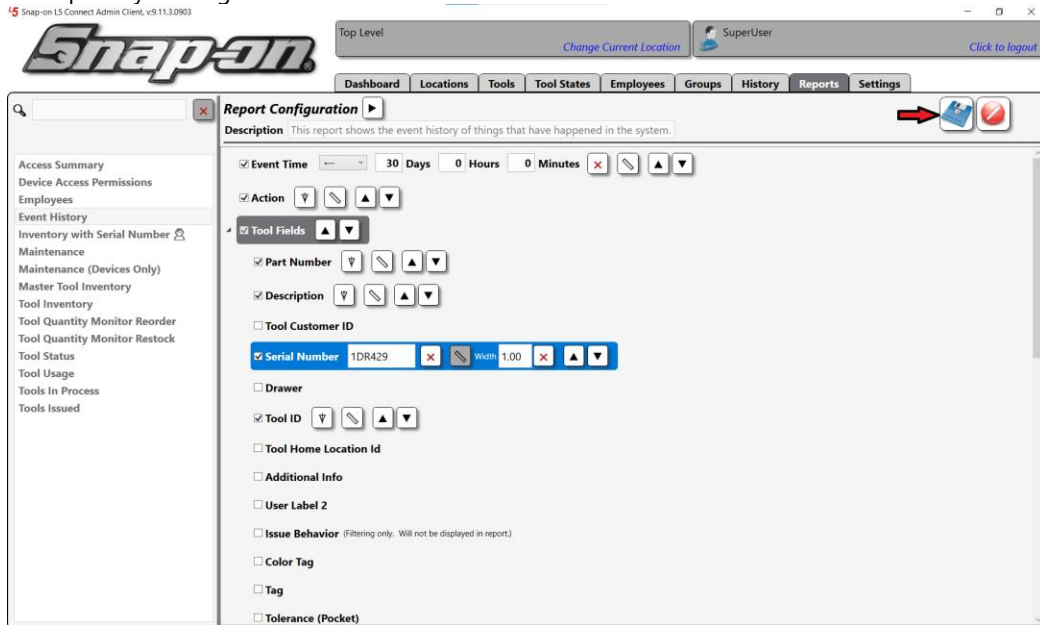 Snap-on L5 Connect Admin Client, v:9.11.3.0903
Snap-on
Top Level
Change Current Location
SuperUser
Click to logout
Dashboard Locations Tools Tool States Employees Groups History Reports Settings
Report Configuration
Description This report shows the event history of things that have happened in the system.
Access Summary
Device Access Permissions
Employees
Event History
Inventory with Serial Number
Maintenance
Maintenance (Devices Only)
Master Tool Inventory
Tool Inventory
Tool Quantity Monitor Reorder
Tool Quantity Monitor Restock
Tool Status
Tool Usage
Tools In Process
Tools Issued
Event Time 30 Days 0 Hours 0 Minutes
Action
Tool Fields
Part Number
Description
Tool Customer ID
Serial Number 1DR429 Width 1.00
Drawer
Tool ID
Tool Home Location Id
Additional Info
User Label 2
Issue Behavior (Filtering only. Will not be displayed in report.)
Color Tag
Tag
Tolerance (Pocket)